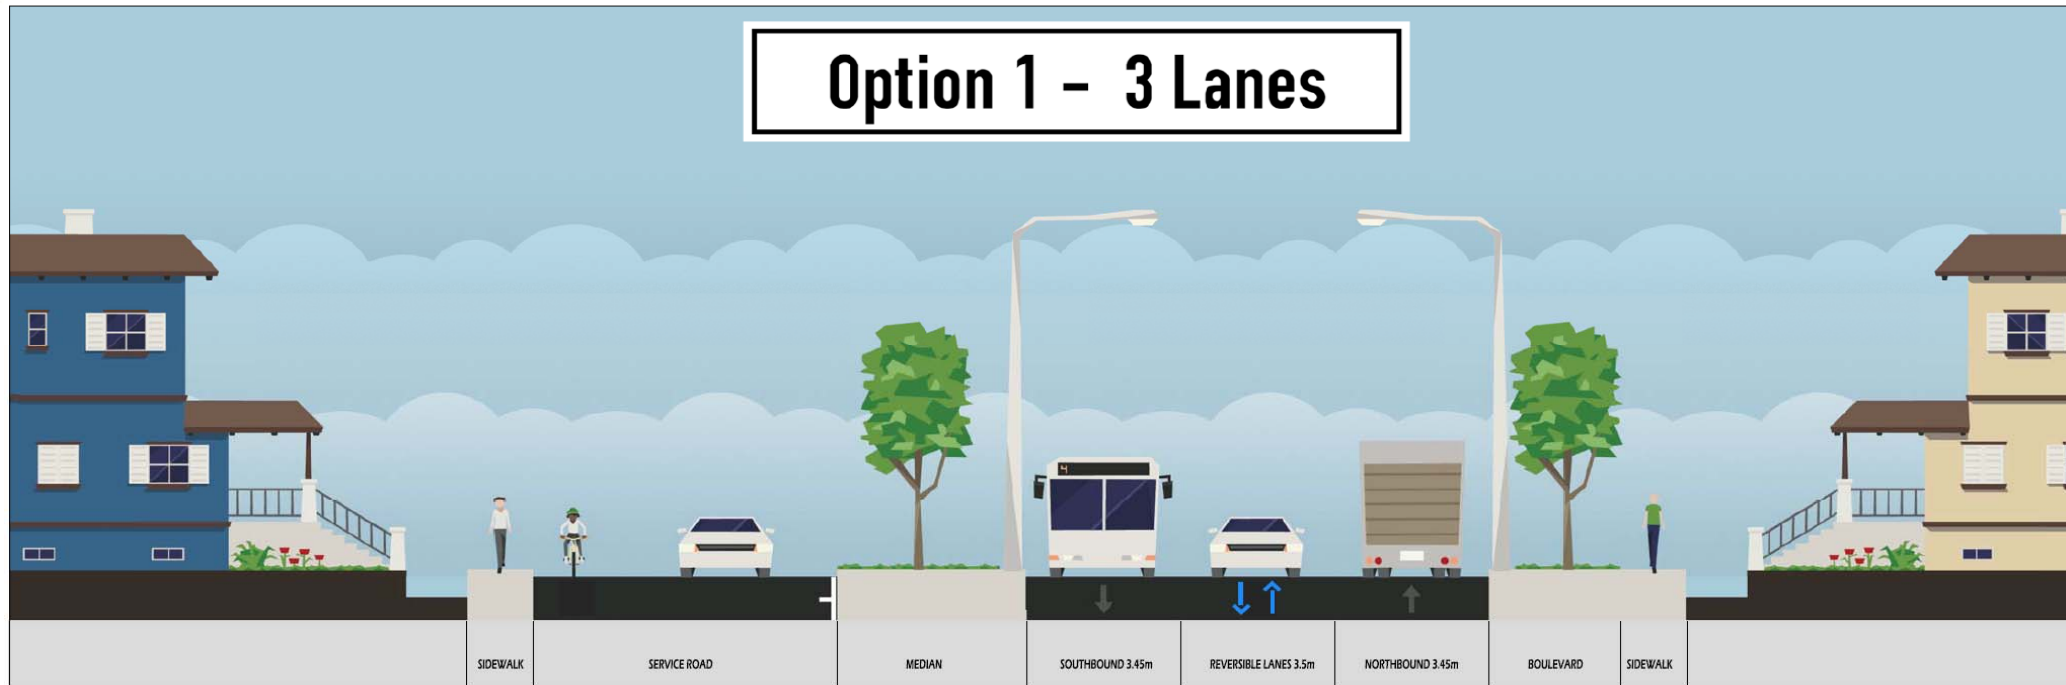 Option 1 - 3 Lanes
4
SIDEWALK
SERVICE ROAD
MEDIAN
SOUTHBOUND 3.45m
REVERSIBLE LANES 3.5m
NORTHBOUND 3.45m
BOULEVARD
SIDEWALK